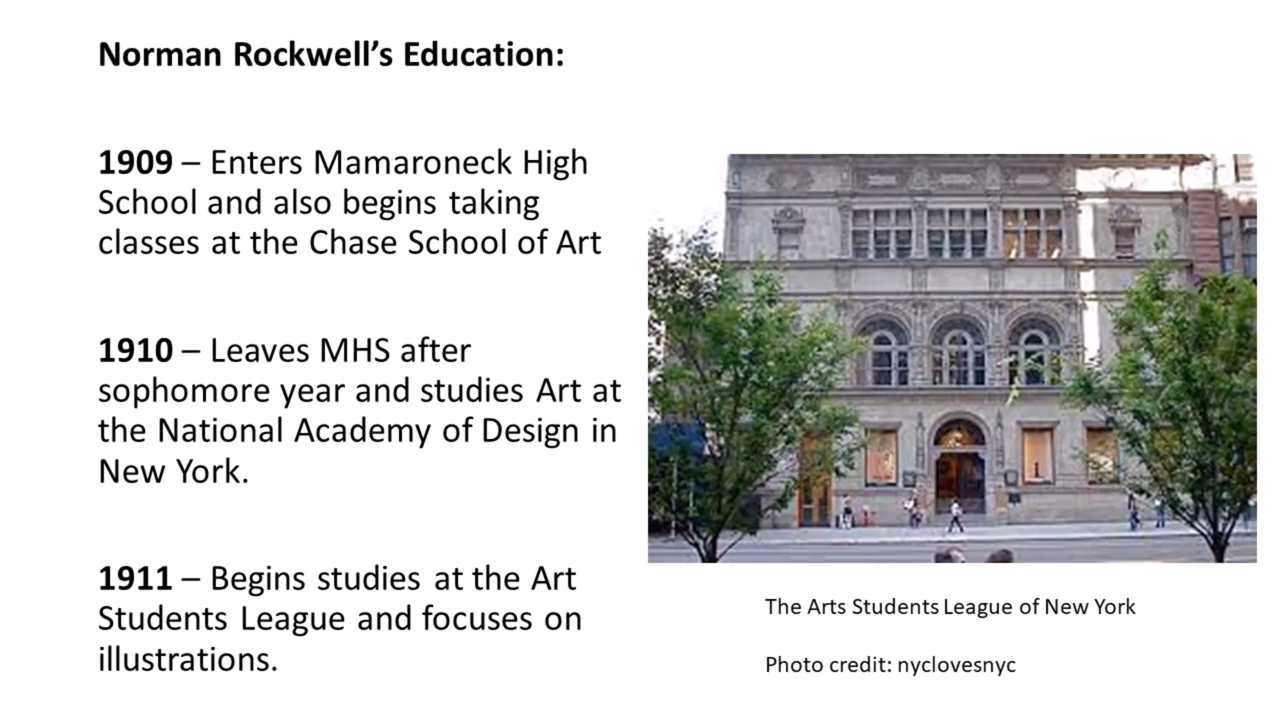 Norman Rockwell’s Education:
1909 – Enters Mamaroneck High
School and also begins taking
classes at the Chase School of Art
1910 – Leaves MHS after
sophomore year and studies Art at
the National Academy of Design in
New York.
1911 – Begins studies at the Art
Students League and focuses on
illustrations.
The Arts Students League of New York
Photo credit: nyclovesnyc